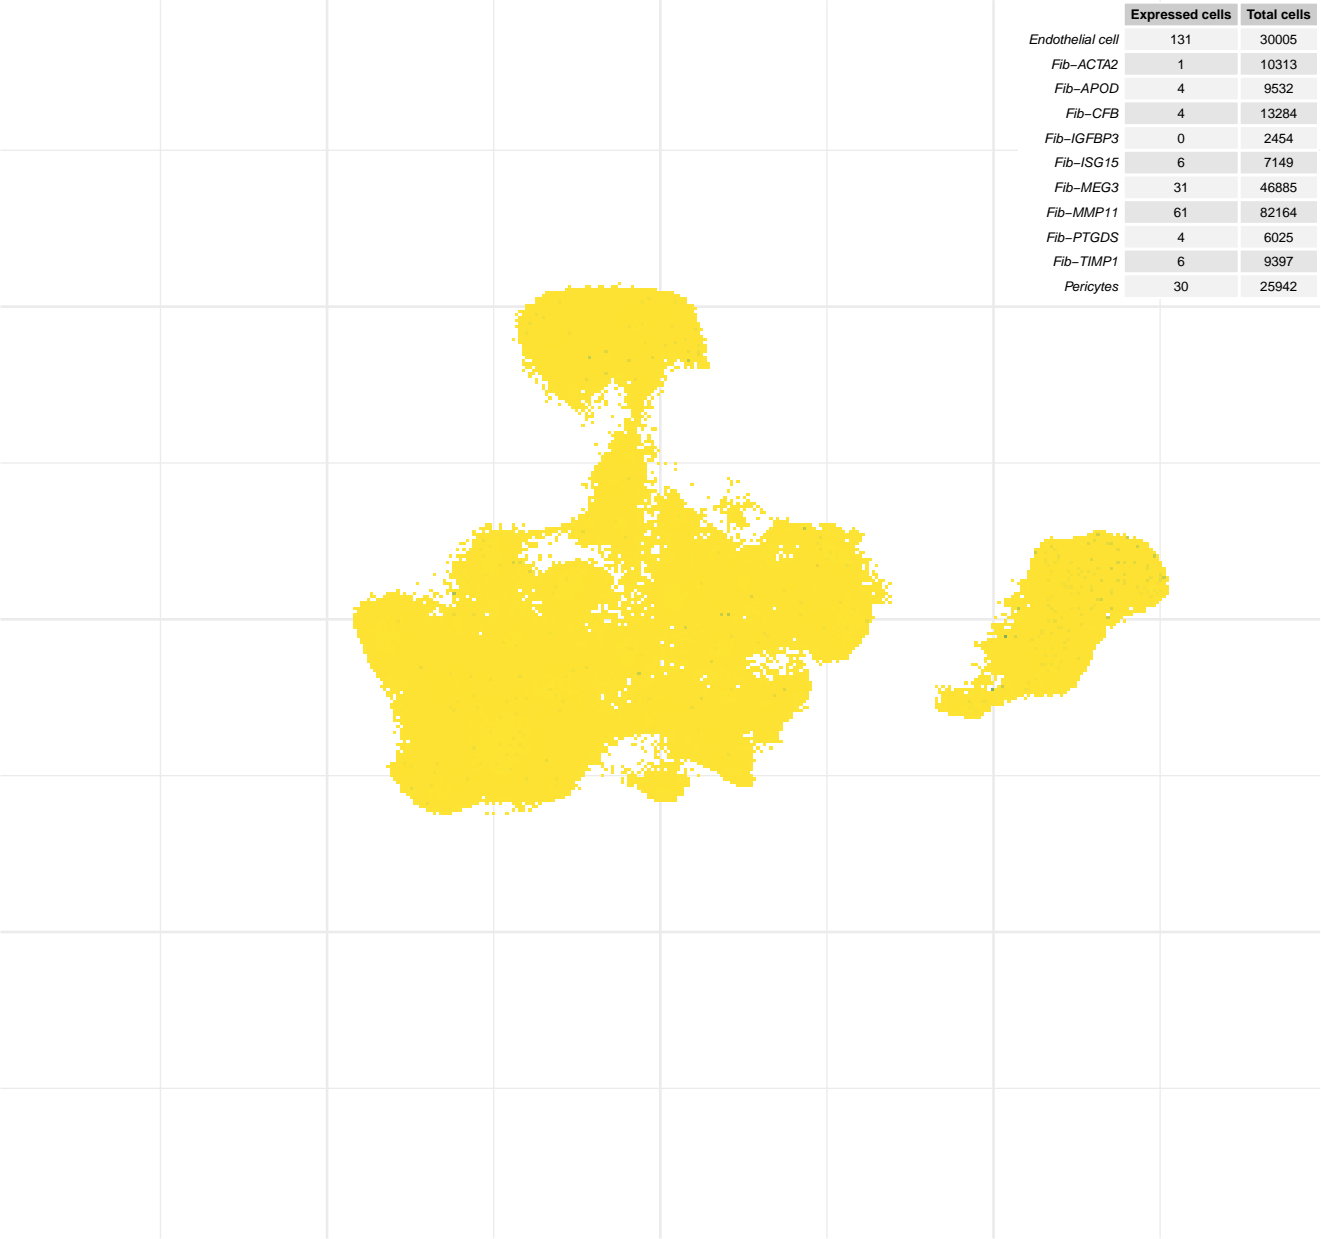 Expressed cells Total cells
Endothelial cell 131 30005
Fib−ACTA2 1 10313
Fib−APOD 4 9532
Fib−CFB 4 13284
Fib−IGFBP3 0 2454
Fib−ISG15 6 7149
Fib−MEG3 31 46885
Fib−MMP11 61 82164
Fib−PTGDS 4 6025
Fib−TIMP1 6 9397
Pericytes 30 25942